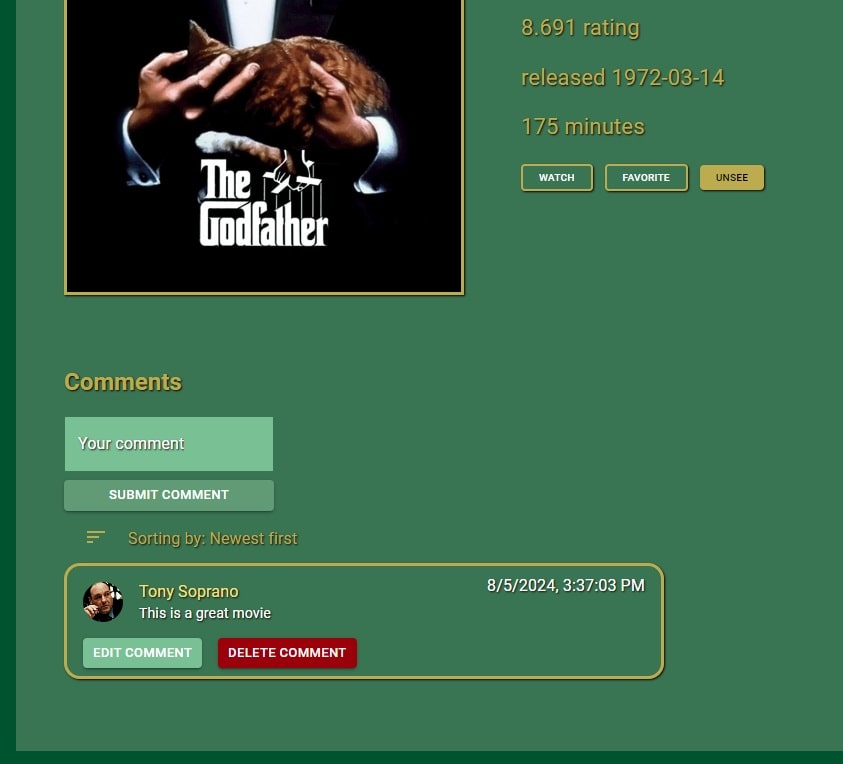 The
Godfather
8.691 rating
released 1972-03-14
175 minutes
WATCH FAVORITE UNSEE
Comments
Your comment
SUBMIT COMMENT
Sorting by: Newest first
Tony Soprano 8/5/2024, 3:37:03 PM
This is a great movie
EDIT COMMENT DELETE COMMENT